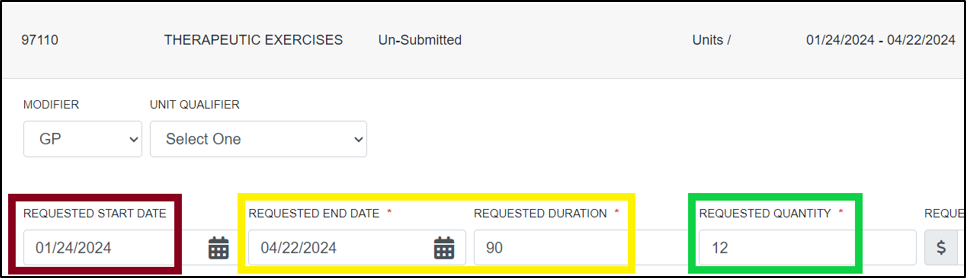 97110 THERAPEUTIC EXERCISES Un-Submitted Units / 01/24/2024 - 04/22/2024
MODIFIER UNIT QUALIFIER
GP Select One
REQUESTED START DATE REQUESTED END DATE * REQUESTED DURATION * REQUESTED QUANTITY * REQUE
01/24/2024 04/22/2024 90 12 $